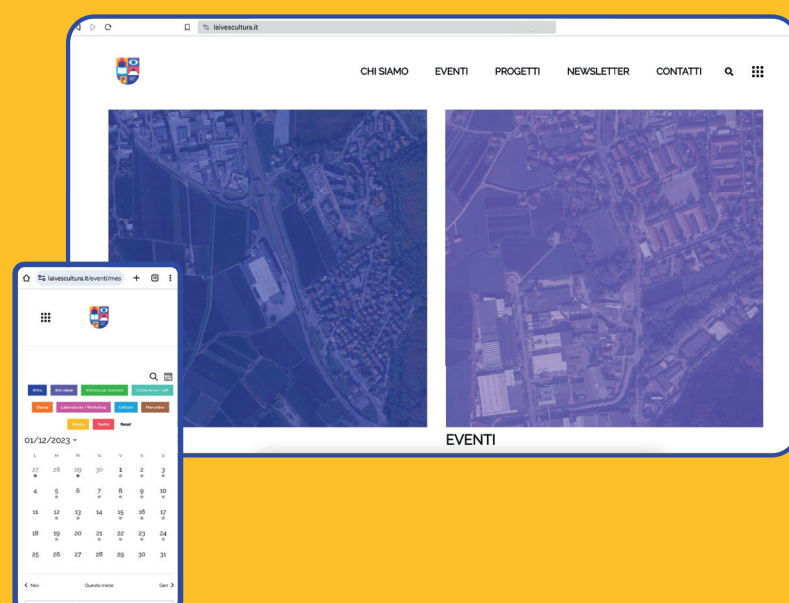 laivescultura.it
CHI SIAMO EVENTI PROGETTI NEWSLETTER CONTATTI
EVENTI
laivescultura.it/eventi/mes
Altro Arti visive Attività per bambini Conferenza / talk
Danza Laboratorio / Workshop Lettura Mercatino
Musica Teatro Reset
01/12/2023
L M M G V S D
27 28 29 30 1 2 3
4 5 6 7 8 9 10
11 12 13 14 15 16 17
18 19 20 21 22 23 24
25 26 27 28 29 30 31
Nov Questo mese Gen